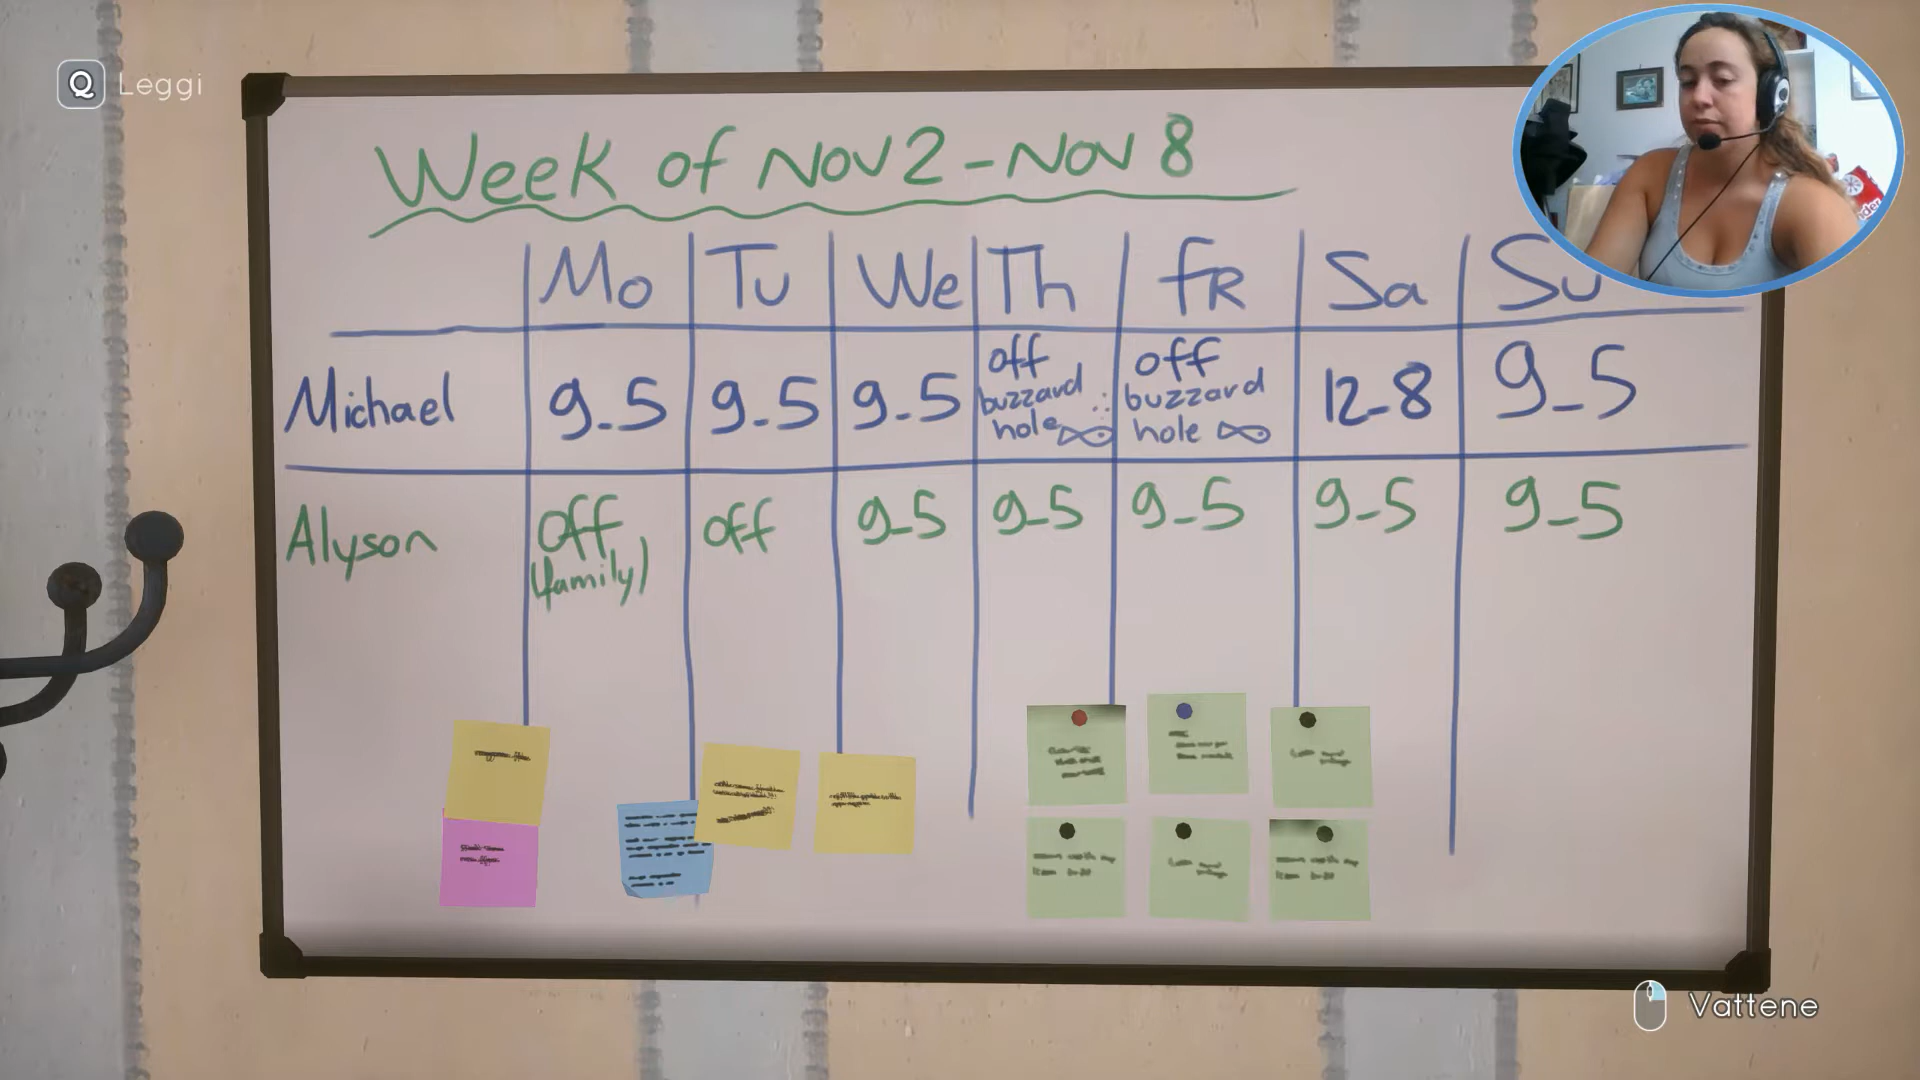 Q Leggi
Week of Nov 2 - Nov 8
Mo Tu We Th FR Sa Su
Michael 9-5 9-5 9-5 off buzzard hole off buzzard hole 12-8 9-5
Alyson off (family) off 9-5 9-5 9-5 9-5 9-5
Vattene